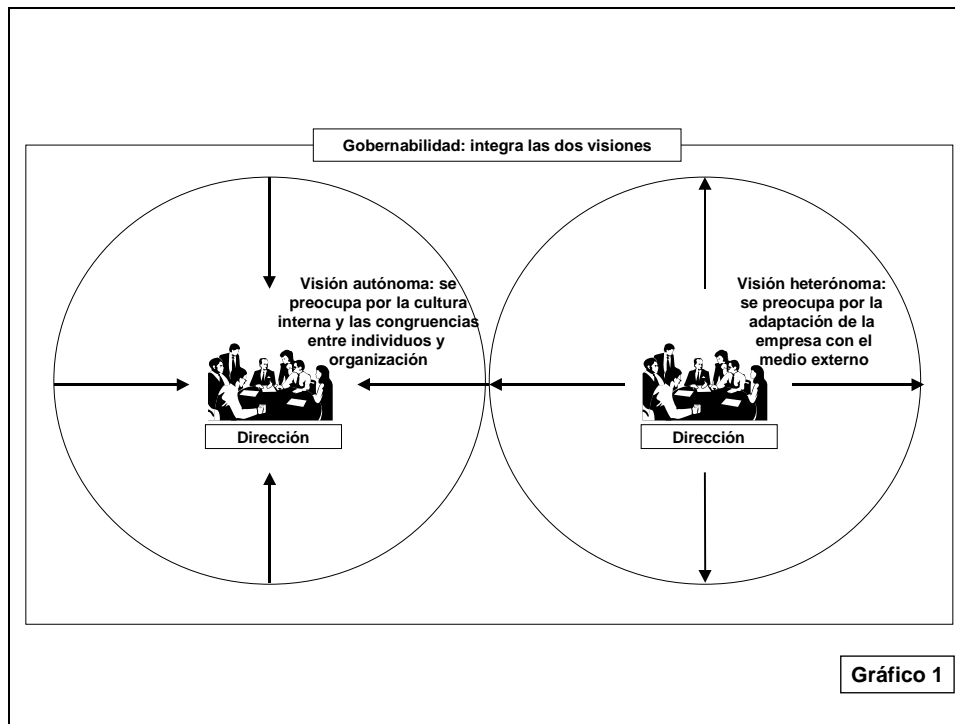 Gobernabilidad: integra las dos visiones
Visión autónoma: se
preocupa por la cultura
interna y las congruencias
entre individuos y
organización
Dirección
Visión heterónoma:
se preocupa por la
adaptación de la
empresa con el
medio externo
Dirección
Gráfico 1